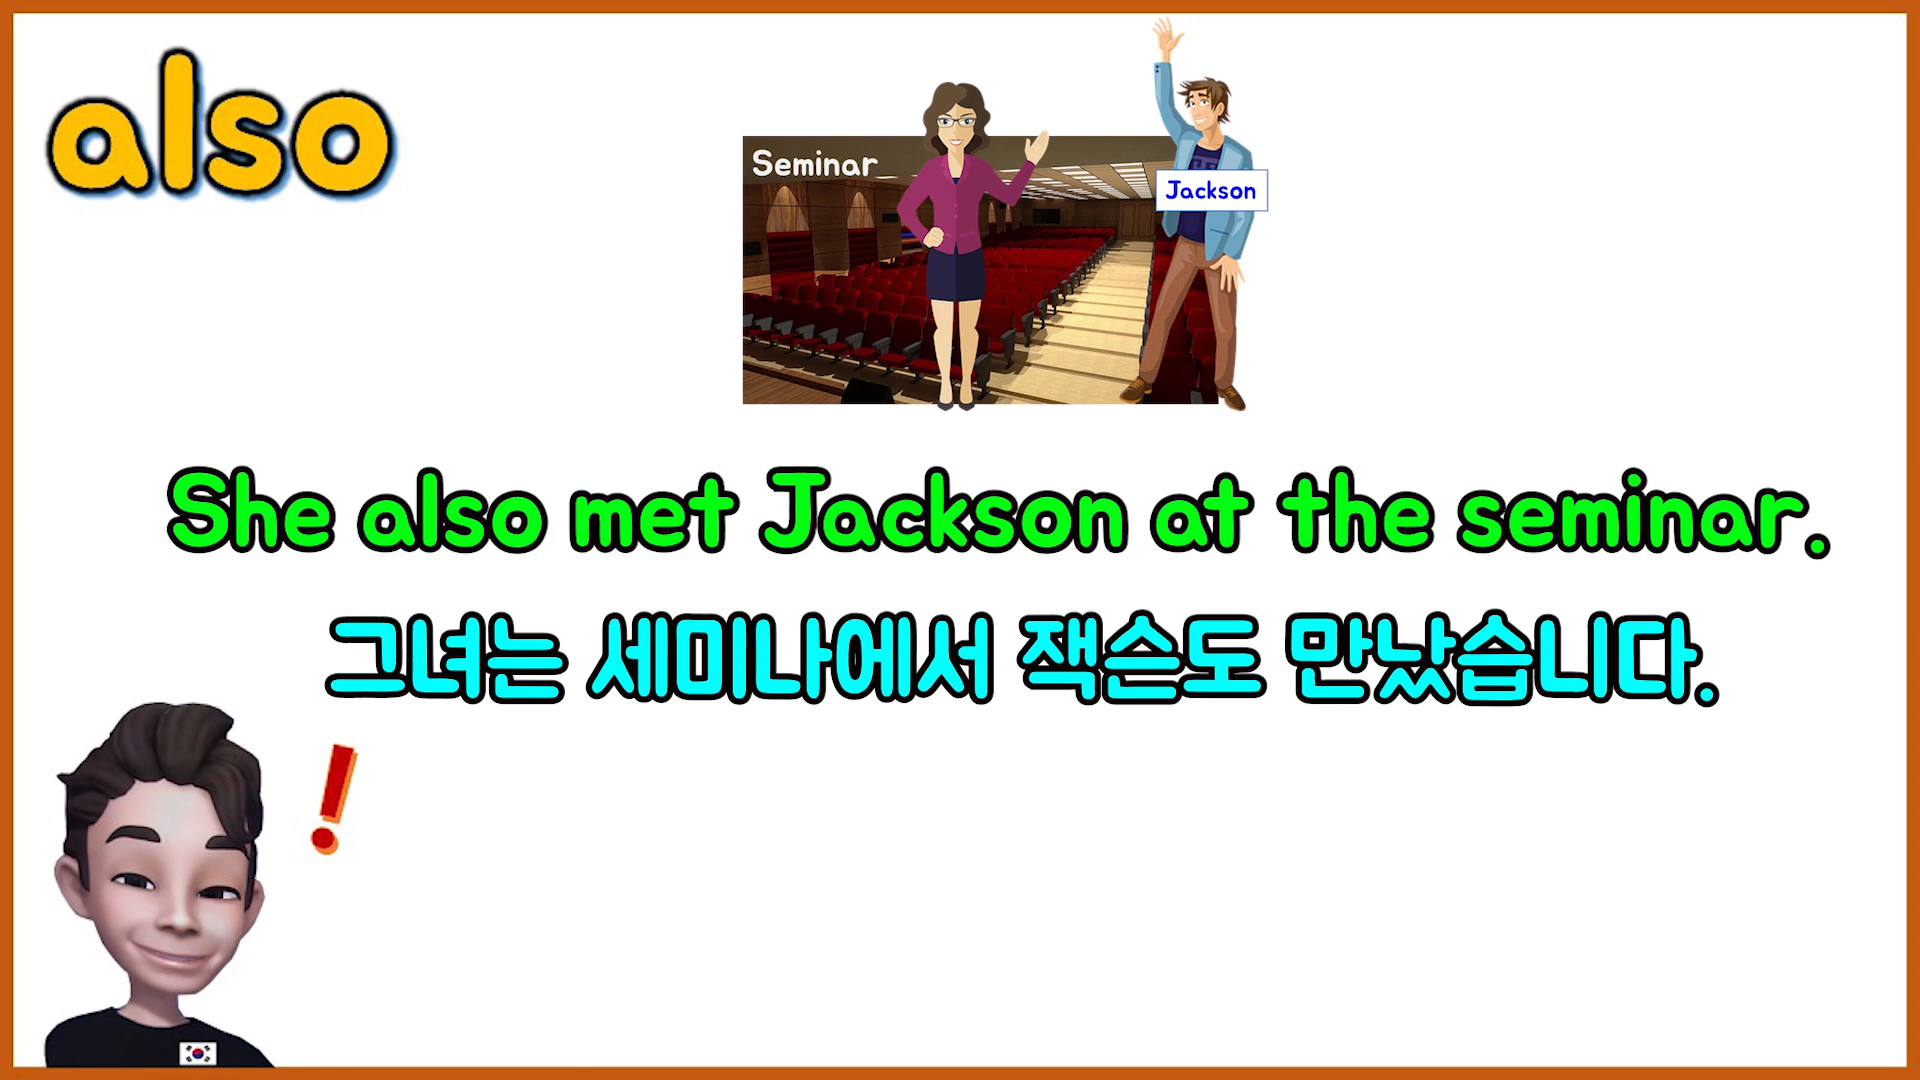 also
Seminar
Jackson
She also met Jackson at the seminar.
그녀는 세미나에서 잭슨도 만났습니다.
!